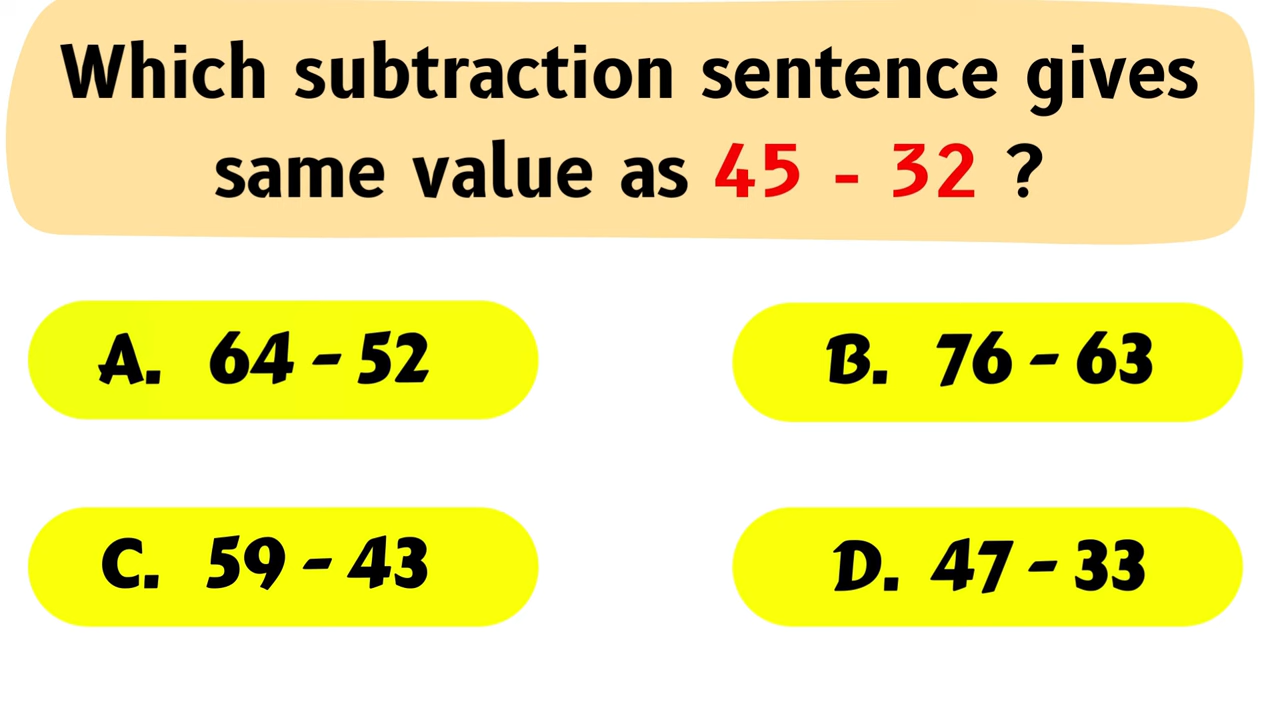 Which subtraction sentence gives
same value as 45 - 32 ?
A. 64 - 52
B. 76 - 63
C. 59 - 43
D. 47 - 33